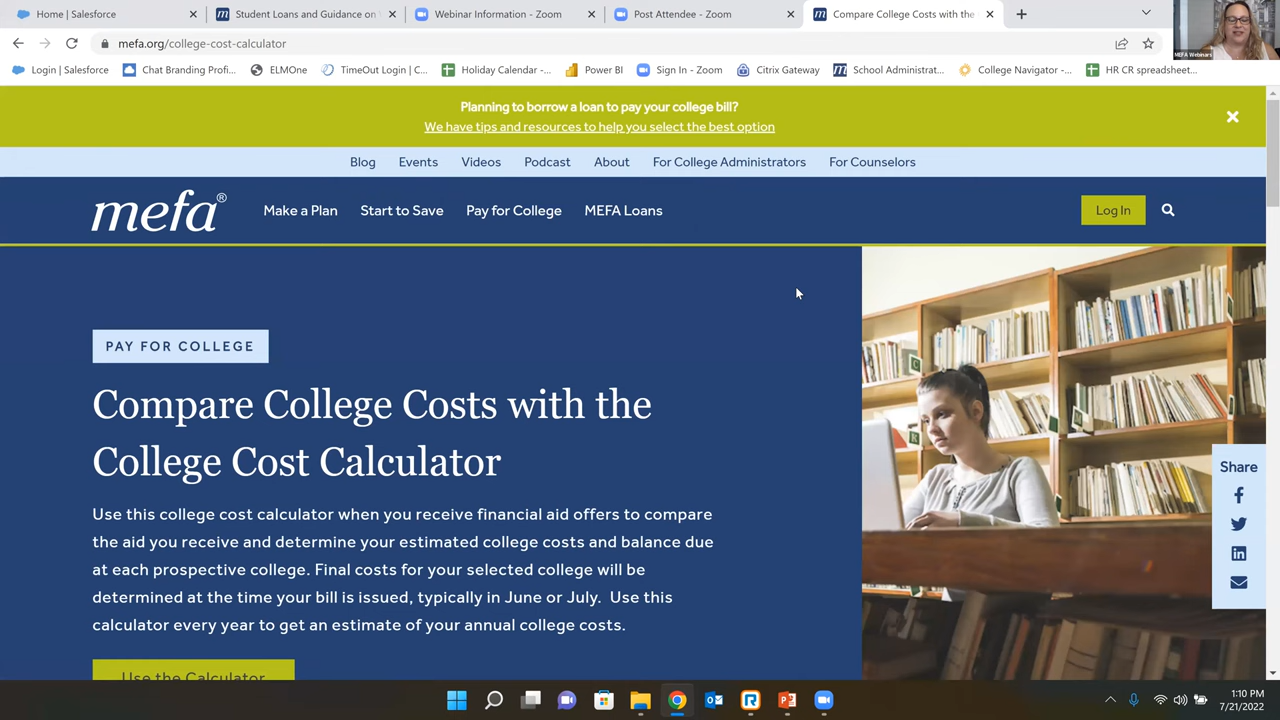 Home | Salesforce
Student Loans and Guidance on
Webinar Information - Zoom
Post Attendee - Zoom
Compare College Costs with the
mefa.org/college-cost-calculator
Login | Salesforce
Chat Branding Profi...
ELMOne
TimeOut Login | C...
Holiday Calendar -...
Power BI
Sign In - Zoom
Citrix Gateway
School Administrat...
College Navigator -...
HR CR spreadsheet...
MEFA Webinars
Planning to borrow a loan to pay your college bill?
We have tips and resources to help you select the best option
Blog
Events
Videos
Podcast
About
For College Administrators
For Counselors
mefa®
Make a Plan
Start to Save
Pay for College
MEFA Loans
Log In
PAY FOR COLLEGE
Compare College Costs with the
College Cost Calculator
Use this college cost calculator when you receive financial aid offers to compare
the aid you receive and determine your estimated college costs and balance due
at each prospective college. Final costs for your selected college will be
determined at the time your bill is issued, typically in June or July. Use this
calculator every year to get an estimate of your annual college costs.
Use the Calculator
Share
1:10 PM
7/21/2022